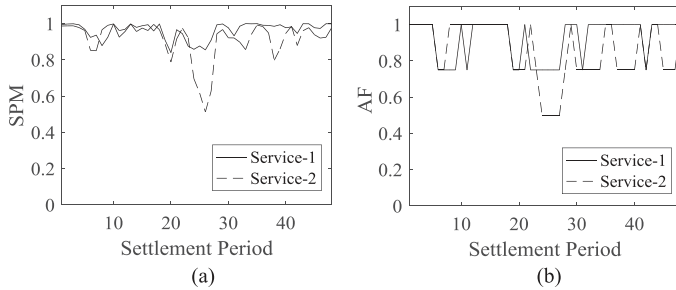 1
0.8
0.6
0.4
0.2
0
SPM
10
20
30
40
Settlement Period
Service-1
Service-2
(a)
1
0.8
0.6
0.4
0.2
0
AF
10
20
30
40
Settlement Period
Service-1
Service-2
(b)